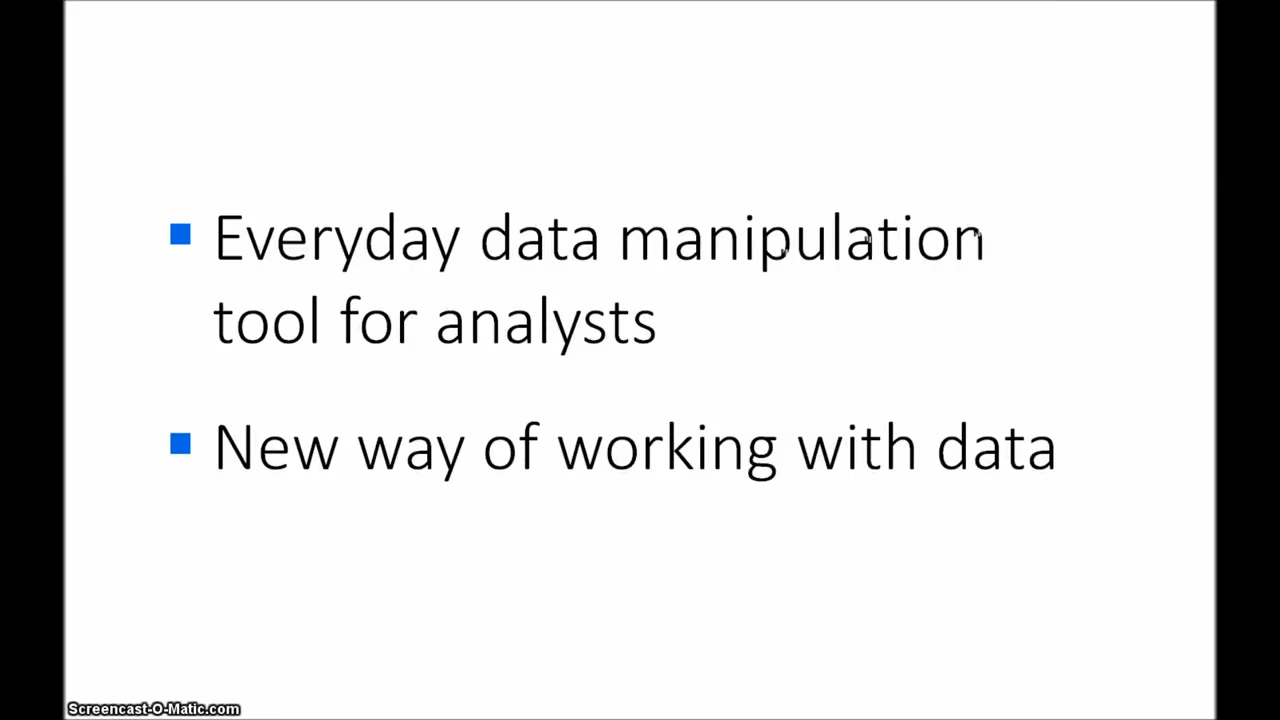 Everyday data manipulation
tool for analysts
New way of working with data
Screencast-O-Matic.com